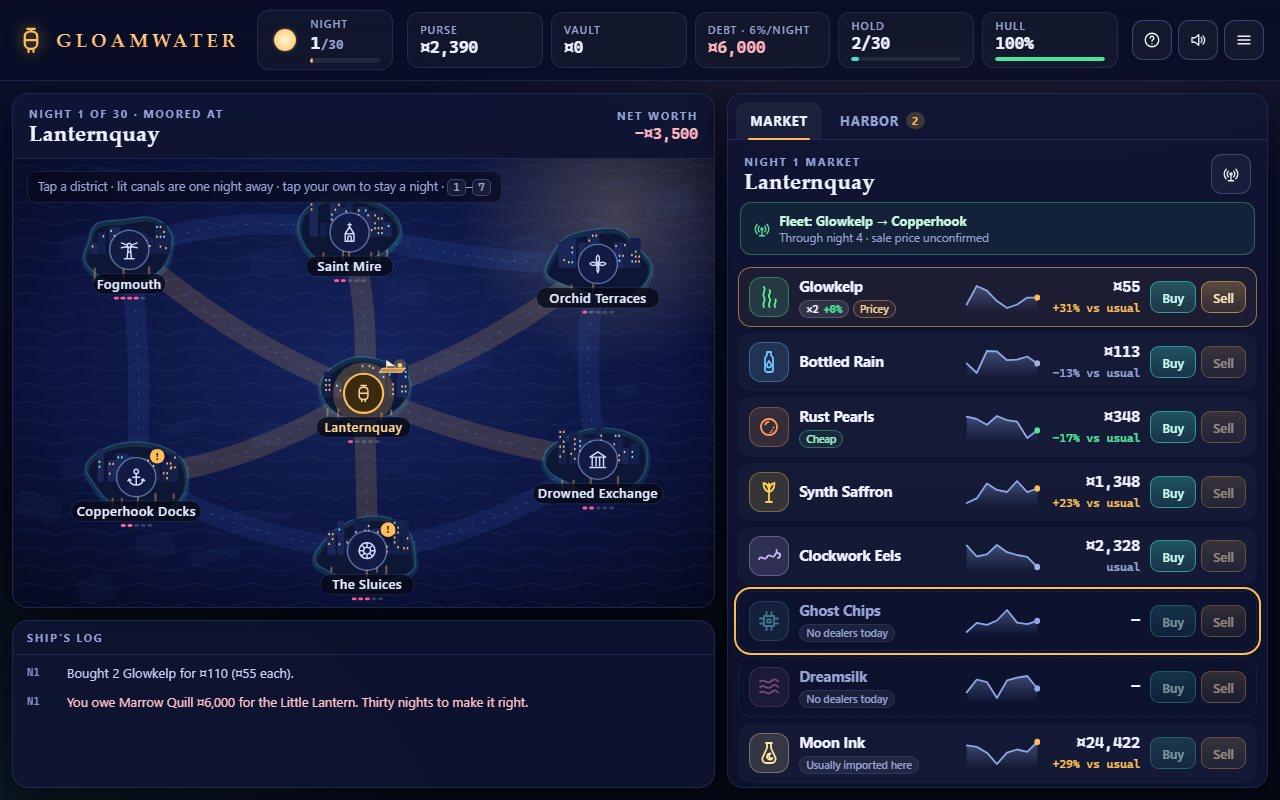 GLOAMWATER
NIGHT
1/30
PURSE
¤2,390
VAULT
¤0
DEBT · 6%/NIGHT
¤6,000
HOLD
2/30
HULL
100%
NIGHT 1 OF 30 · MOORED AT
Lanternquay
NET WORTH
−¤3,500
Tap a district · lit canals are one night away · tap your own to stay a night · 1–7
Fogmouth
Saint Mire
Orchid Terraces
Lanternquay
Copperhook Docks
Drowned Exchange
The Sluices
SHIP'S LOG
N1 Bought 2 Glowkelp for ¤110 (¤55 each).
N1 You owe Marrow Quill ¤6,000 for the Little Lantern. Thirty nights to make it right.
MARKET
HARBOR 2
NIGHT 1 MARKET
Lanternquay
Fleet: Glowkelp → Copperhook
Through night 4 · sale price unconfirmed
Glowkelp
×2 +0%
Pricey
¤55
+31% vs usual
Buy
Sell
Bottled Rain
¤113
−13% vs usual
Buy
Sell
Rust Pearls
Cheap
¤348
−17% vs usual
Buy
Sell
Synth Saffron
¤1,348
+23% vs usual
Buy
Sell
Clockwork Eels
¤2,328
usual
Buy
Sell
Ghost Chips
No dealers today
—
Buy
Sell
Dreamsilk
No dealers today
—
Buy
Sell
Moon Ink
Usually imported here
¤24,422
+29% vs usual
Buy
Sell